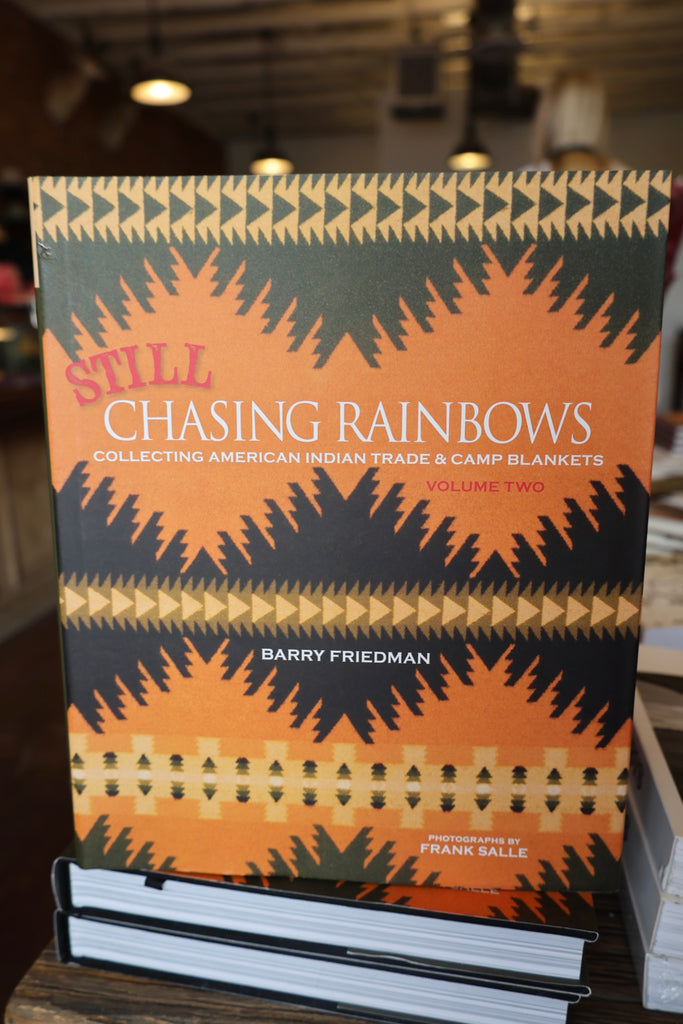 STILL
CHASING RAINBOWS
COLLECTING AMERICAN INDIAN TRADE & CAMP BLANKETS
VOLUME TWO
BARRY FRIEDMAN
PHOTOGRAPHS BY
FRANK SALLE